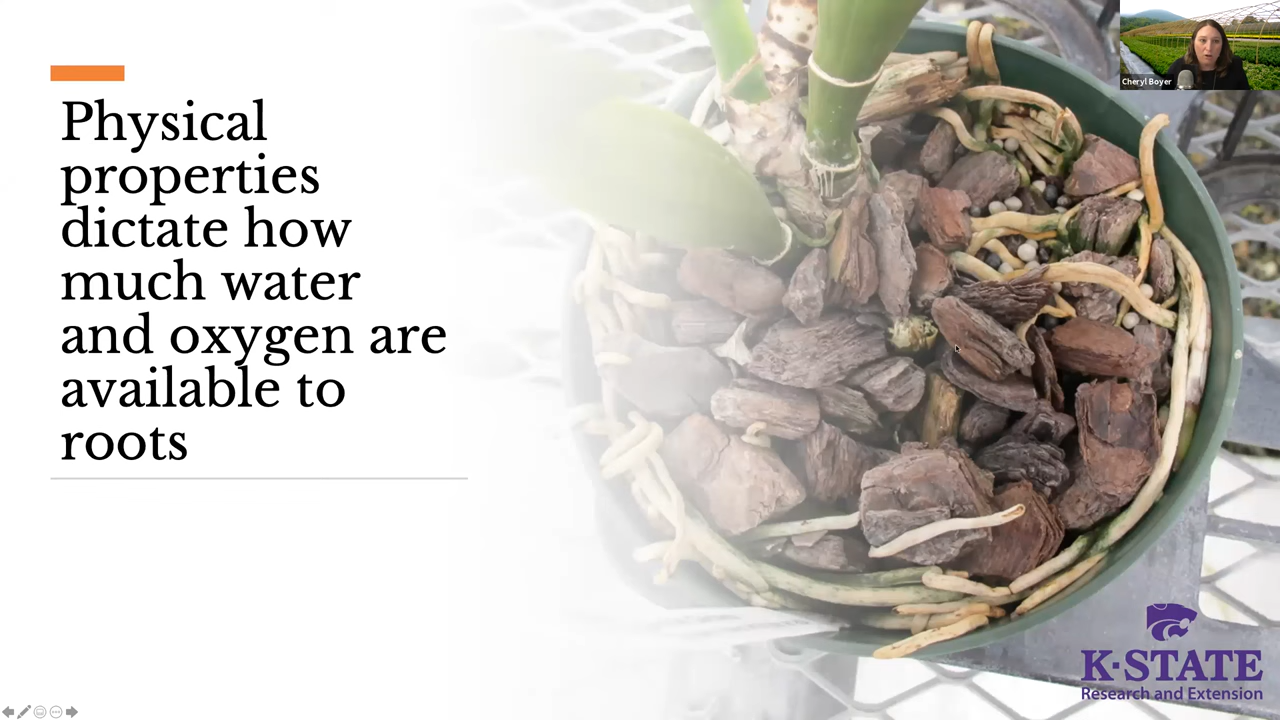 Cheryl Boyer
Physical
properties
dictate how
much water
and oxygen are
available to
roots
K-STATE
Research and Extension